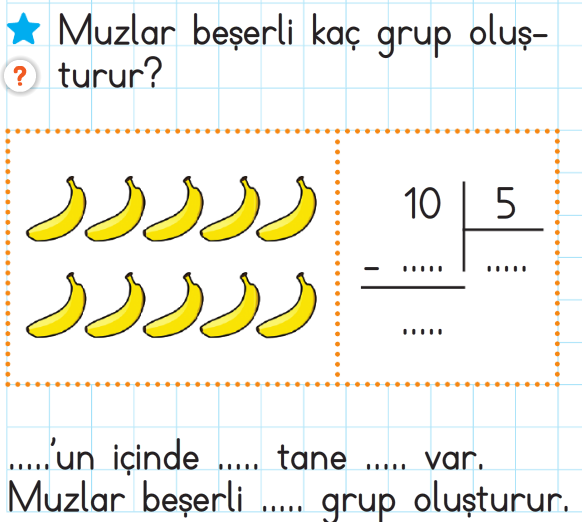 Muzlar beşerli kaç grup oluş-
?
turur?
10 5
- ..... .....
.....
.....'un içinde ..... tane ..... var.
Muzlar beşerli ..... grup oluşturur.